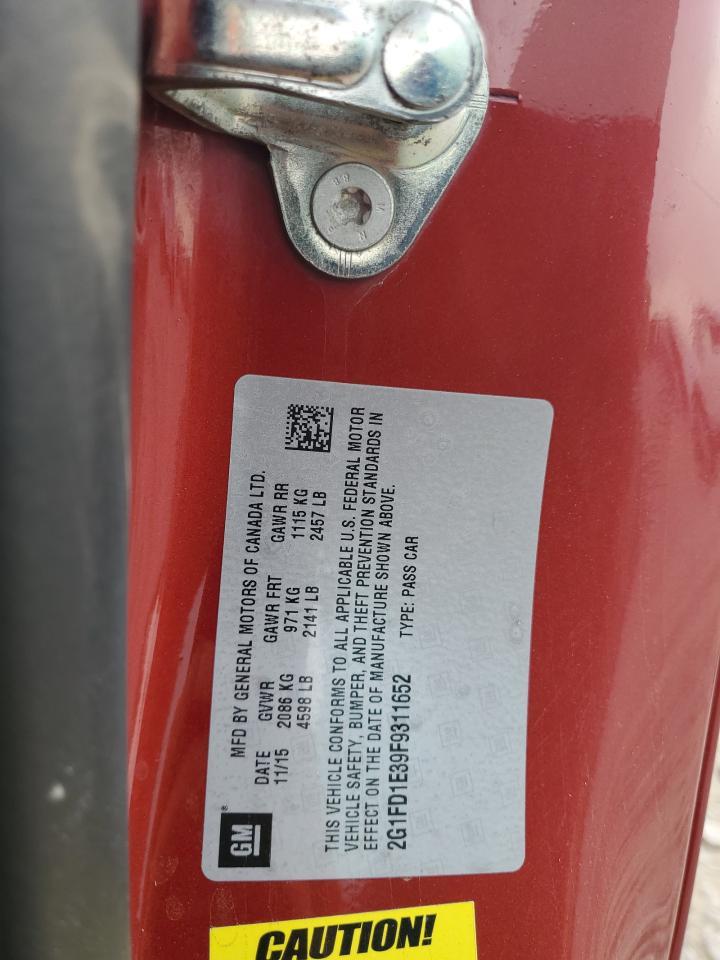 MFD BY GENERAL MOTORS OF CANADA LTD.
DATE GVWR GAWR FRT GAWR RR
11/15 2086 KG 971 KG 1115 KG
4598 LB 2141 LB 2457 LB
GM®
THIS VEHICLE CONFORMS TO ALL APPLICABLE U.S. FEDERAL MOTOR
VEHICLE SAFETY, BUMPER, AND THEFT PREVENTION STANDARDS IN
EFFECT ON THE DATE OF MANUFACTURE SHOWN ABOVE.
2G1FD1E39F9311652 TYPE: PASS CAR
CAUTION!